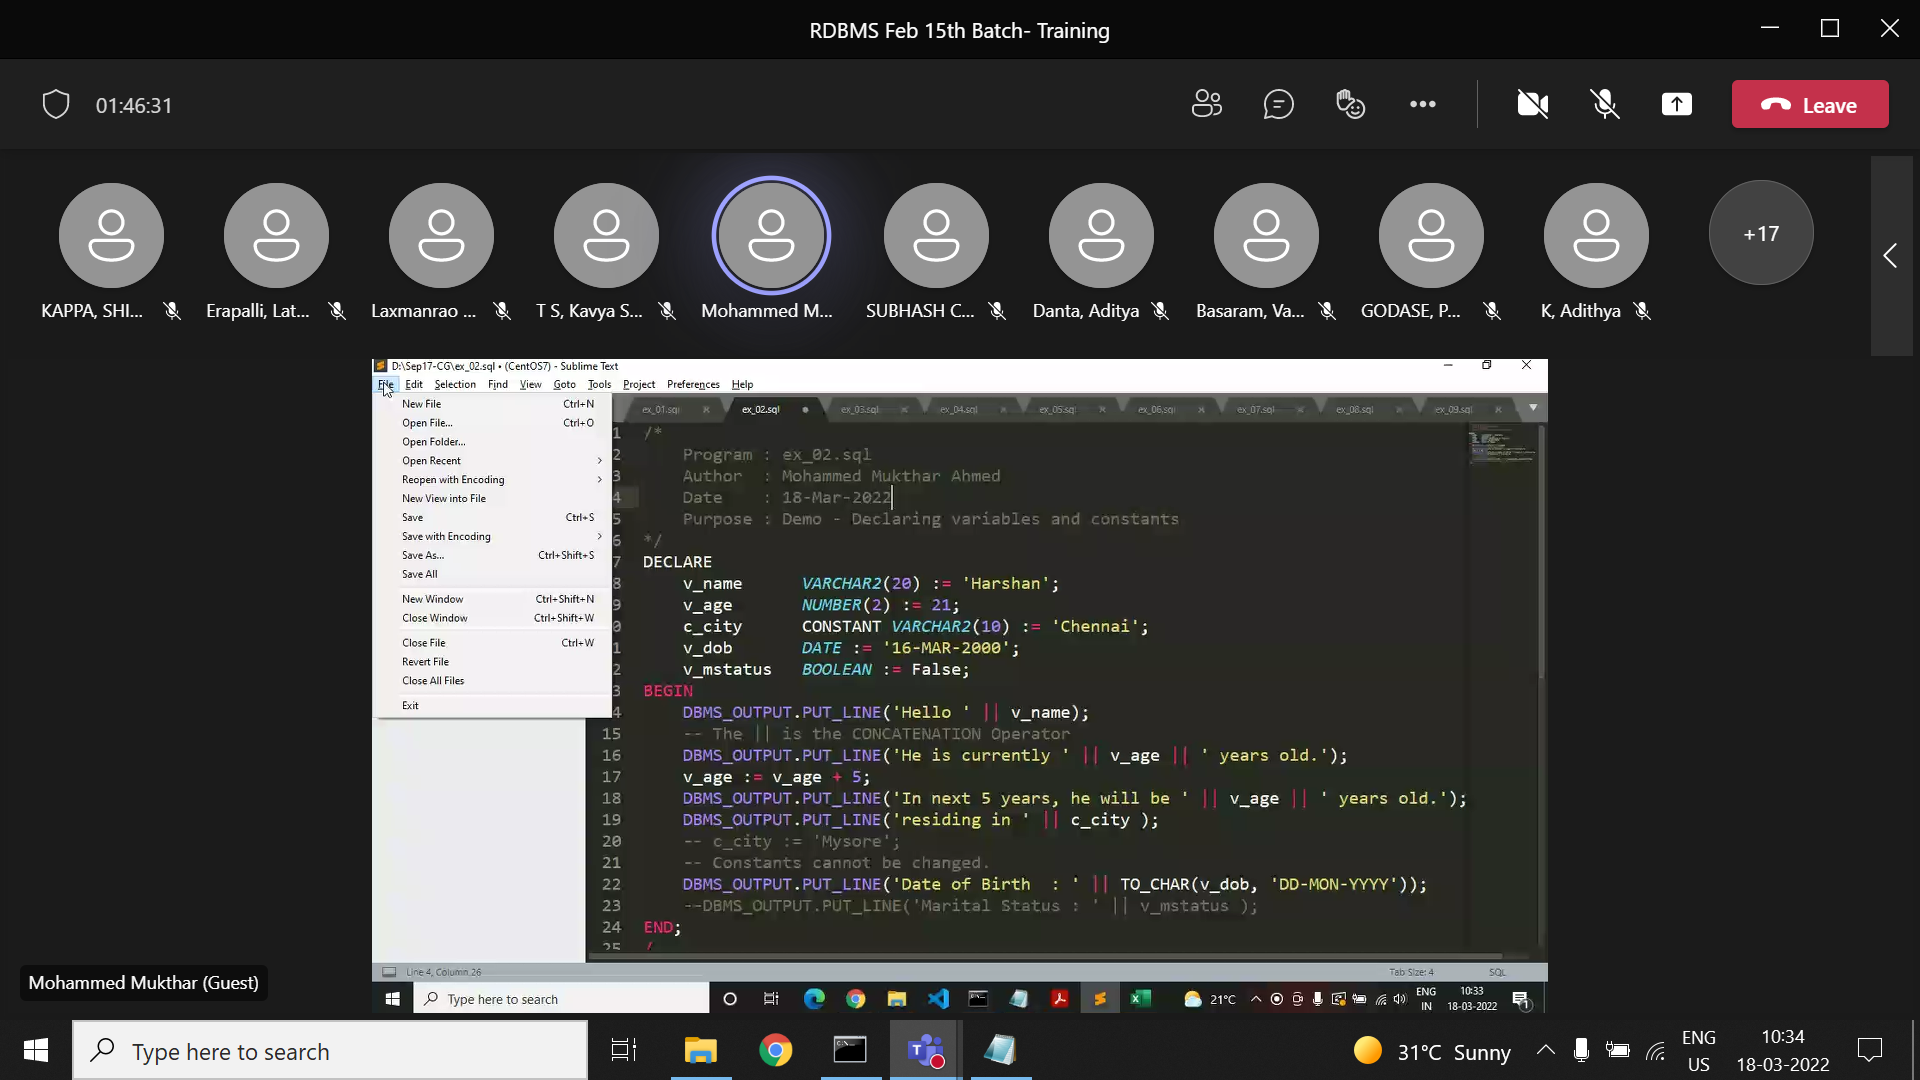 RDBMS Feb 15th Batch- Training
01:46:31
Leave
KAPPA, SHI...
Erapalli, Lat...
Laxmanrao ...
T S, Kavya S...
Mohammed M...
SUBHASH C...
Danta, Aditya
Basaram, Va...
GODASE, P...
K, Adithya
+17
D:\Sep17-CG\ex_02.sql • (CentOS7) - Sublime Text
File Edit Selection Find View Goto Tools Project Preferences Help
New File Ctrl+N
Open File... Ctrl+O
Open Folder...
Open Recent
Reopen with Encoding
New View into File
Save Ctrl+S
Save with Encoding
Save As... Ctrl+Shift+S
Save All
New Window Ctrl+Shift+N
Close Window Ctrl+Shift+W
Close File Ctrl+W
Revert File
Close All Files
Exit
ex_01.sql ex_02.sql ex_03.sql ex_04.sql ex_05.sql ex_06.sql ex_07.sql ex_08.sql ex_09.sql
1 /*
2 Program : ex_02.sql
3 Author : Mohammed Mukthar Ahmed
4 Date : 18-Mar-2022
5 Purpose : Demo - Declaring variables and constants
6 */
7 DECLARE
8 v_name VARCHAR2(20) := 'Harshan';
9 v_age NUMBER(2) := 21;
0 c_city CONSTANT VARCHAR2(10) := 'Chennai';
1 v_dob DATE := '16-MAR-2000';
2 v_mstatus BOOLEAN := False;
3 BEGIN
4 DBMS_OUTPUT.PUT_LINE('Hello ' || v_name);
15 -- The || is the CONCATENATION Operator
16 DBMS_OUTPUT.PUT_LINE('He is currently ' || v_age || ' years old.');
17 v_age := v_age + 5;
18 DBMS_OUTPUT.PUT_LINE('In next 5 years, he will be ' || v_age || ' years old.');
19 DBMS_OUTPUT.PUT_LINE('residing in ' || c_city );
20 -- c_city := 'Mysore';
21 -- Constants cannot be changed.
22 DBMS_OUTPUT.PUT_LINE('Date of Birth : ' || TO_CHAR(v_dob, 'DD-MON-YYYY'));
23 --DBMS_OUTPUT.PUT_LINE('Marital Status : ' || v_mstatus );
24 END;
25 /
Line 4, Column 26 Tab Size: 4 SQL
Mohammed Mukthar (Guest)
Type here to search
21°C
ENG
IN
10:33
18-03-2022
1
Type here to search
31°C Sunny
ENG
US
10:34
18-03-2022